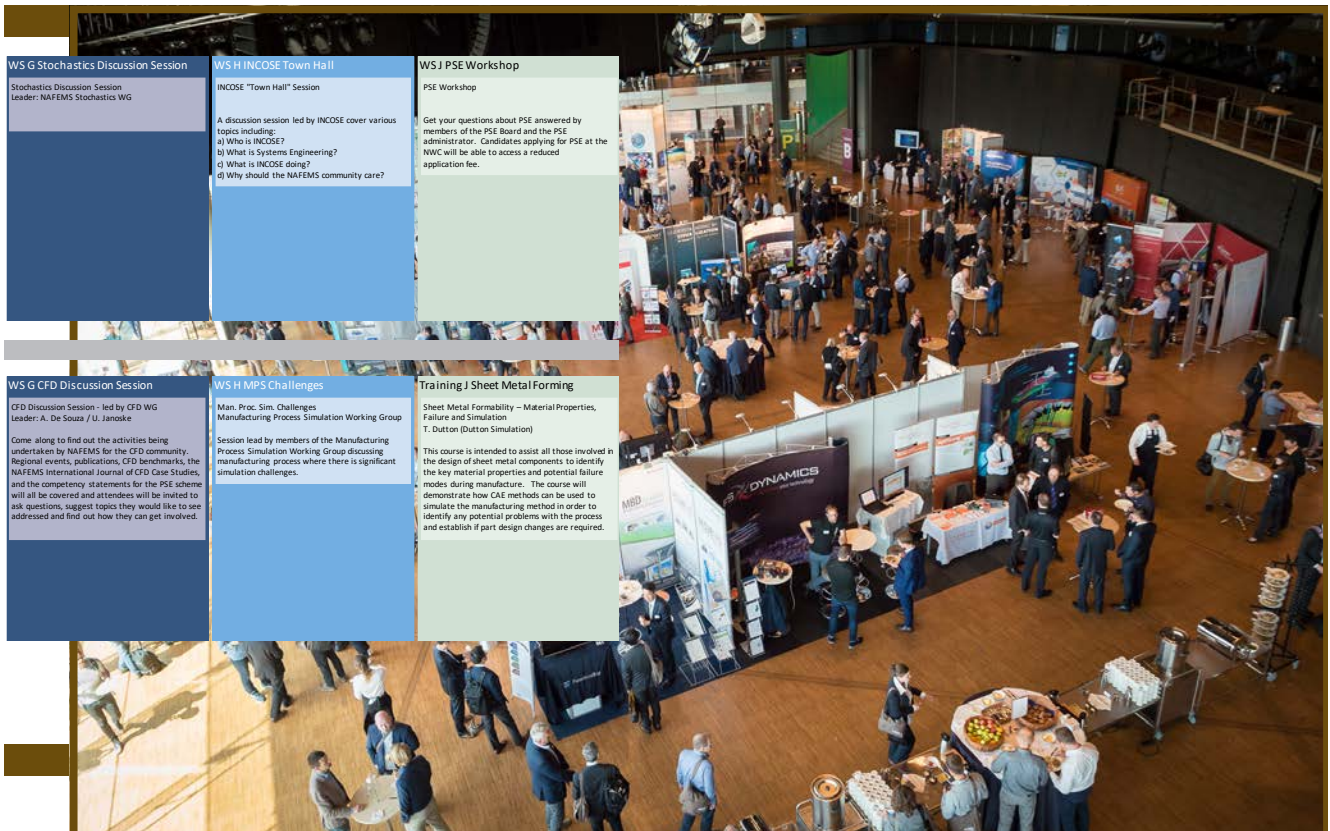 WS G Stochastics Discussion Session
Stochastics Discussion Session
Leader: NAFEMS Stochastics WG
WS H INCOSE Town Hall
INCOSE "Town Hall" Session
A discussion session led by INCOSE cover various
topics including:
a) Who is INCOSE?
b) What is Systems Engineering?
c) What is INCOSE doing?
d) Why should the NAFEMS community care?
WS J PSE Workshop
PSE Workshop
Get your questions about PSE answered by
members of the PSE Board and the PSE
administrator. Candidates applying for PSE at the
NWC will be able to access a reduced
application fee.
WS G CFD Discussion Session
CFD Discussion Session - led by CFD WG
Leader: A. De Souza / U. Janoske
Come along to find out the activities being
undertaken by NAFEMS for the CFD community.
Regional events, publications, CFD benchmarks, the
NAFEMS International Journal of CFD Case Studies,
and the competency statements for the PSE scheme
will all be covered and attendees will be invited to
ask questions, suggest topics they would like to see
addressed and find out how they can get involved.
WS H MPS Challenges
Man. Proc. Sim. Challenges
Manufacturing Process Simulation Working Group
Session lead by members of the Manufacturing
Process Simulation Working Group discussing
manufacturing process where there is significant
simulation challenges.
Training J Sheet Metal Forming
Sheet Metal Formability – Material Properties,
Failure and Simulation
T. Dutton (Dutton Simulation)
This course is intended to assist all those involved in
the design of sheet metal components to identify
the key material properties and potential failure
modes during manufacture. The course will
demonstrate how CAE methods can be used to
simulate the manufacturing method in order to
identify any potential problems with the process
and establish if part design changes are required.
P
B
DYNAMICS
MBD